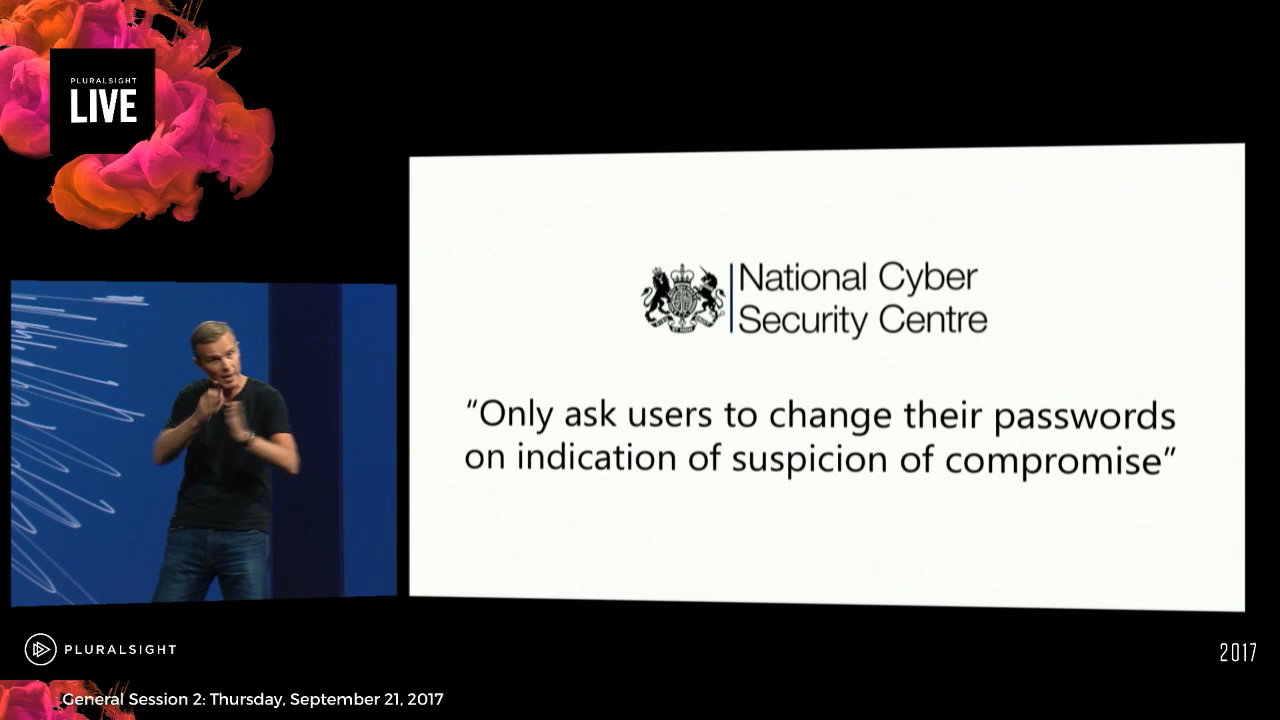 PLURALSIGHT
LIVE
National Cyber
Security Centre
“Only ask users to change their passwords
on indication of suspicion of compromise”
PLURALSIGHT
2017
General Session 2: Thursday, September 21, 2017